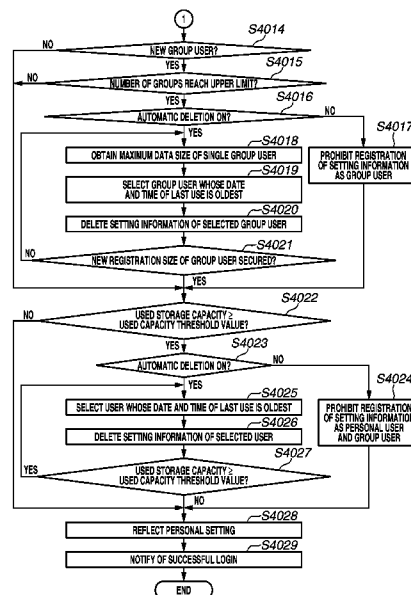 1
S4014
NEW GROUP USER?
NO
YES
S4015
NUMBER OF GROUPS REACH UPPER LIMIT?
NO
YES
S4016
AUTOMATIC DELETION ON?
NO
YES
S4017
PROHIBIT REGISTRATION
OF SETTING INFORMATION
AS GROUP USER
S4018
OBTAIN MAXIMUM DATA SIZE OF SINGLE GROUP USER
S4019
SELECT GROUP USER WHOSE DATE
AND TIME OF LAST USE IS OLDEST
S4020
DELETE SETTING INFORMATION OF SELECTED GROUP USER
S4021
NEW REGISTRATION SIZE OF GROUP USER SECURED?
NO
YES
S4022
USED STORAGE CAPACITY ≥
USED CAPACITY THRESHOLD VALUE?
NO
YES
S4023
AUTOMATIC DELETION ON?
NO
YES
S4024
PROHIBIT REGISTRATION
OF SETTING INFORMATION
AS PERSONAL USER
AND GROUP USER
S4025
SELECT USER WHOSE DATE AND TIME OF LAST USE IS OLDEST
S4026
DELETE SETTING INFORMATION OF SELECTED USER
S4027
USED STORAGE CAPACITY ≥
USED CAPACITY THRESHOLD VALUE?
YES
NO
S4028
REFLECT PERSONAL SETTING
S4029
NOTIFY OF SUCCESSFUL LOGIN
END